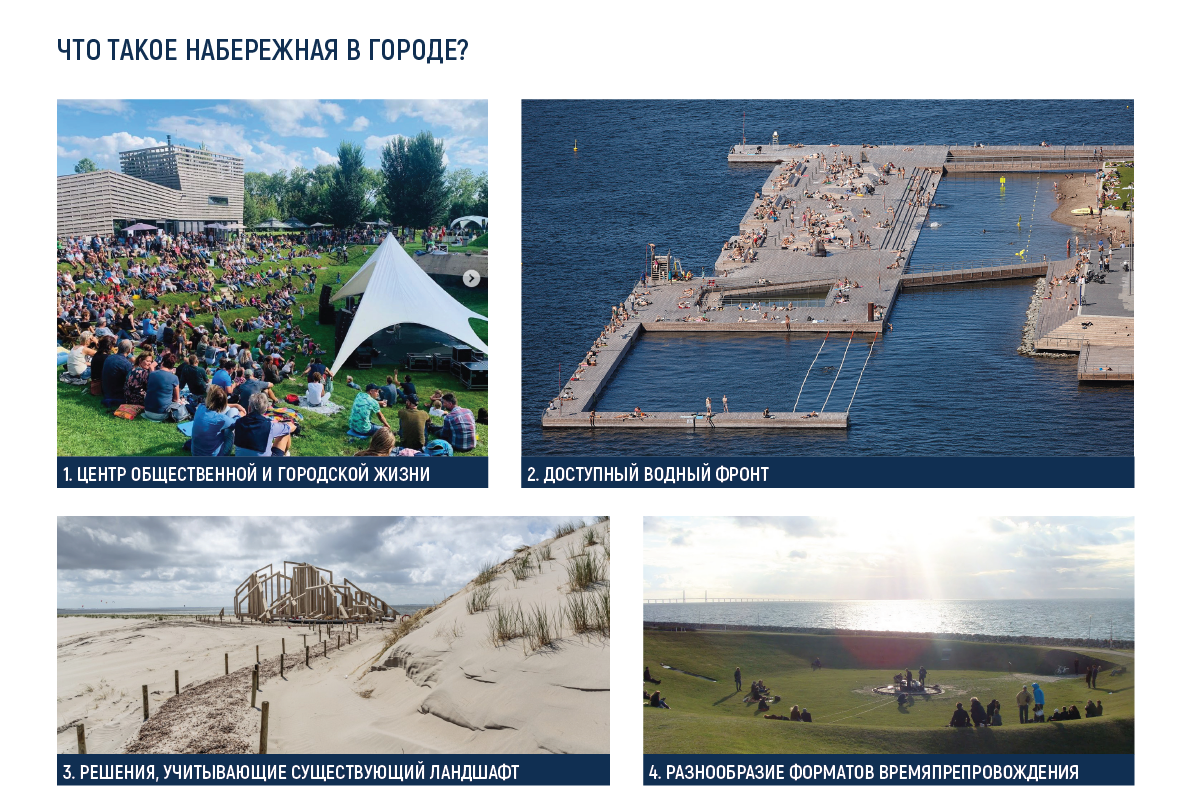 ЧТО ТАКОЕ НАБЕРЕЖНАЯ В ГОРОДЕ?
1. ЦЕНТР ОБЩЕСТВЕННОЙ И ГОРОДСКОЙ ЖИЗНИ
2. ДОСТУПНЫЙ ВОДНЫЙ ФРОНТ
3. РЕШЕНИЯ, УЧИТЫВАЮЩИЕ СУЩЕСТВУЮЩИЙ ЛАНДШАФТ
4. РАЗНООБРАЗИЕ ФОРМАТОВ ВРЕМЯПРЕПРОВОЖДЕНИЯ